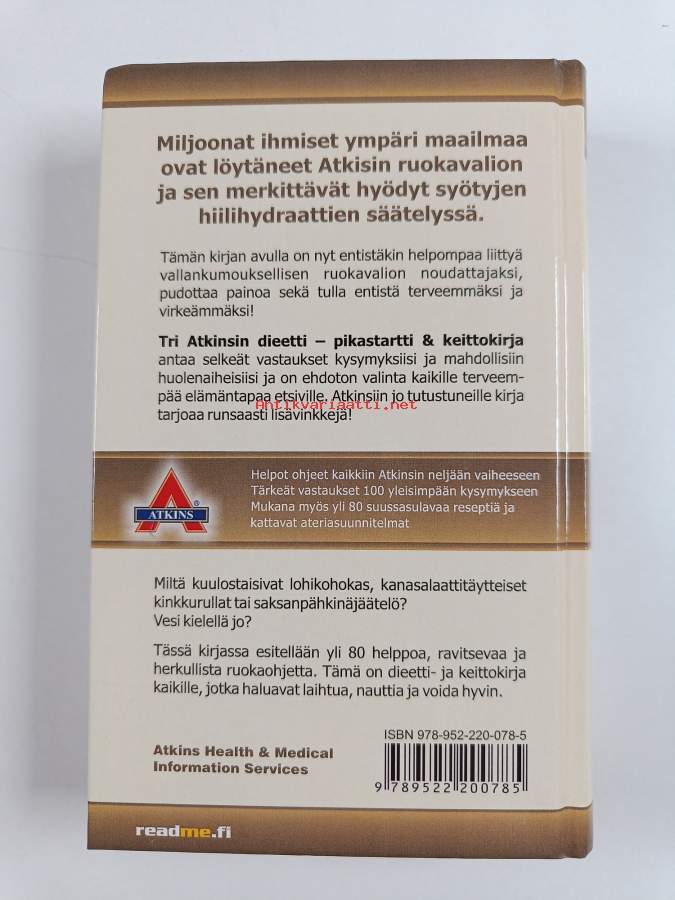 Miljoonat ihmiset ympäri maailmaa
ovat löytäneet Atkisin ruokavalion
ja sen merkittävät hyödyt syötyjen
hiilihydraattien säätelyssä.
Tämän kirjan avulla on nyt entistäkin helpompaa liittyä
vallankumouksellisen ruokavalion noudattajaksi,
pudottaa painoa sekä tulla entistä terveemmäksi ja
virkeämmäksi!
Tri Atkinsin dieetti – pikastartti & keittokirja
antaa selkeät vastaukset kysymyksiisi ja mahdollisiin
huolenaiheisiisi ja on ehdoton valinta kaikille terveem-
pää elämäntapaa etsiville. Atkinsiin jo tutustuneille kirja
Antikvariaatti.net
tarjoaa runsaasti lisävinkkejä!
ATKINS®
Helpot ohjeet kaikkiin Atkinsin neljään vaiheeseen
Tärkeät vastaukset 100 yleisimpään kysymykseen
Mukana myös yli 80 suussasulavaa reseptiä ja
kattavat ateriasuunnitelmat
Miltä kuulostaisivat lohikohokas, kanasalaattitäytteiset
kinkkurullat tai saksanpähkinäjäätelö?
Vesi kielellä jo?
Tässä kirjassa esitellään yli 80 helppoa, ravitsevaa ja
herkullista ruokaohjetta. Tämä on dieetti- ja keittokirja
kaikille, jotka haluavat laihtua, nauttia ja voida hyvin.
Atkins Health & Medical
Information Services
ISBN 978-952-220-078-5
9 789522 200785
readme.fi